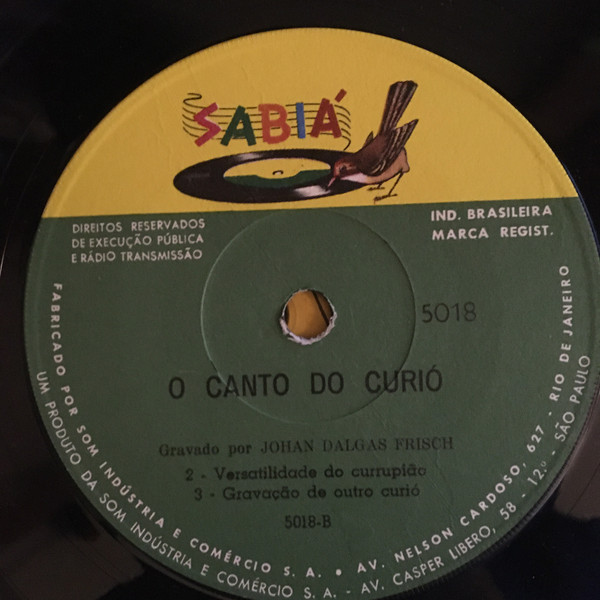 SABIÁ
DIREITOS RESERVADOS
DE EXECUÇÃO PÚBLICA
E RÁDIO TRANSMISSÃO
IND. BRASILEIRA
MARCA REGIST.
5018
O CANTO DO CURIÓ
Gravado por JOHAN DALGAS FRISCH
2 - Versatilidade do currupião
3 - Gravação de outro curió
5018-B
FABRICADO POR SOM INDÚSTRIA E COMÉRCIO S. A. • AV. NELSON CARDOSO, 627 - RIO DE JANEIRO
UM PRODUTO DA SOM INDÚSTRIA E COMÉRCIO S. A. - AV. CASPER LIBERO, 58 - 12.º - SÃO PAULO